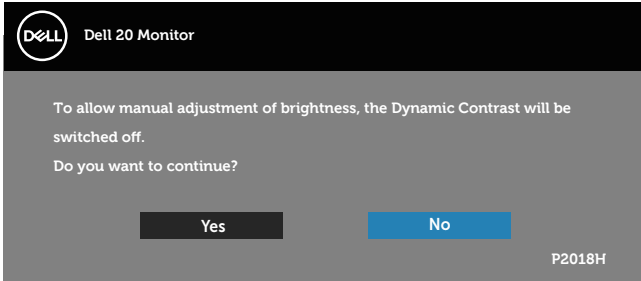 DELL
Dell 20 Monitor
To allow manual adjustment of brightness, the Dynamic Contrast will be
switched off.
Do you want to continue?
Yes No
P2018H